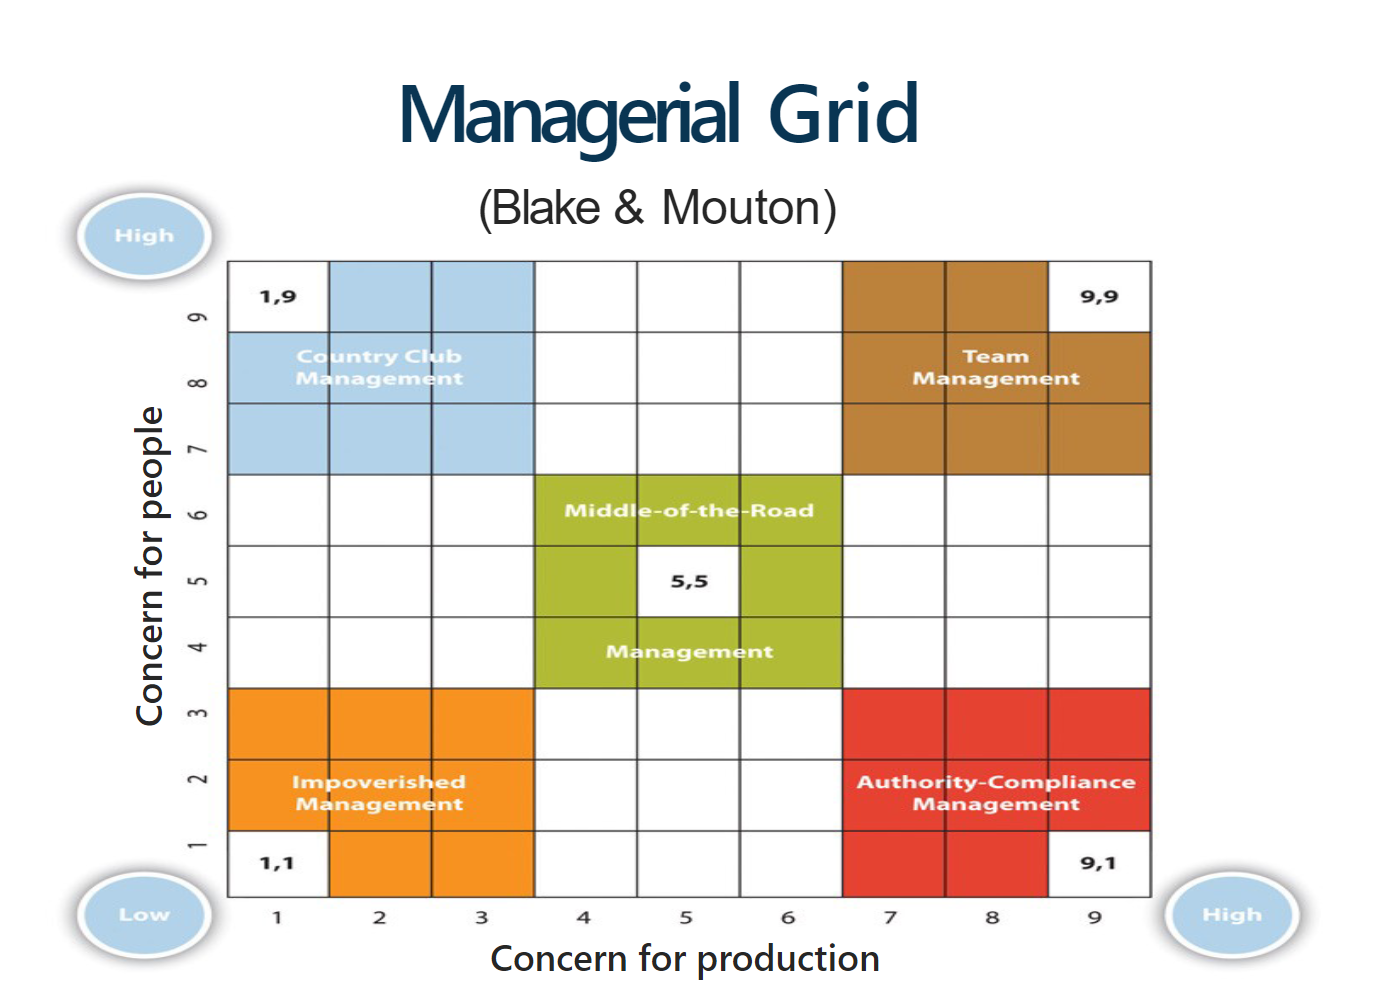 Managerial Grid
(Blake & Mouton)
High
1,9
9,9
9
Country Club
Management
Team
Management
8
7
Concern for people
Middle-of-the-Road
6
5,5
5
Management
4
3
Impoverished
Management
Authority-Compliance
Management
2
1
1,1
9,1
Low
1 2 3 4 5 6 7 8 9
High
Concern for production